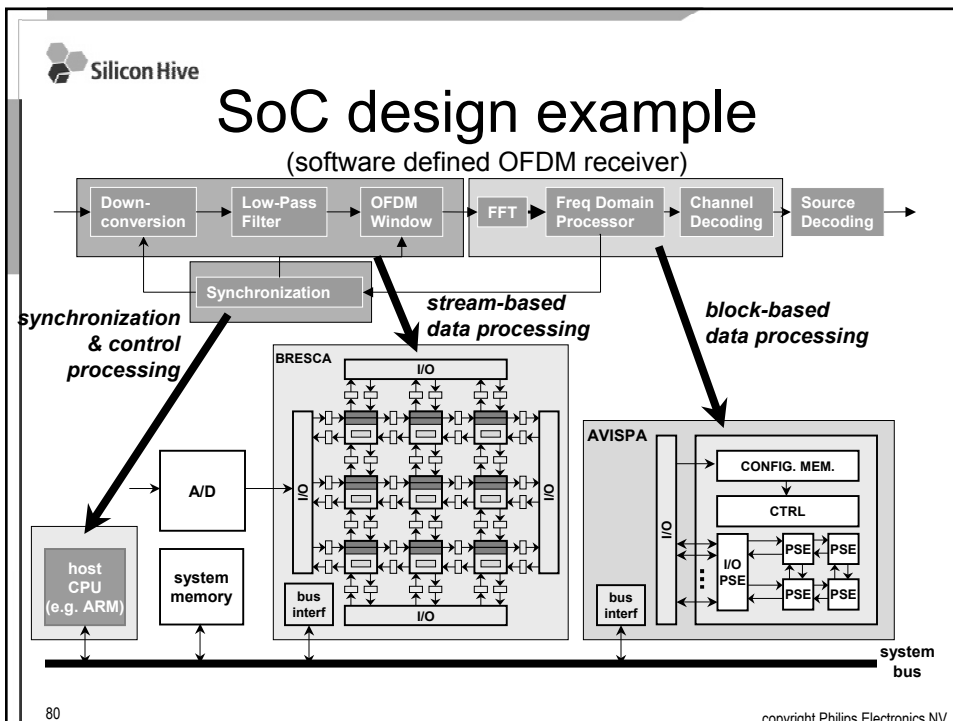 Silicon Hive
SoC design example
(software defined OFDM receiver)
Down-
conversion
Low-Pass
Filter
OFDM
Window
FFT
Freq Domain
Processor
Channel
Decoding
Source
Decoding
Synchronization
synchronization
& control
processing
stream-based
data processing
block-based
data processing
BRESCA
I/O
I/O
I/O
I/O
bus
interf
A/D
host
CPU
(e.g. ARM)
system
memory
AVISPA
I/O
CONFIG. MEM.
CTRL
I/O
PSE
PSE
PSE
PSE
PSE
bus
interf
system
bus
80
copyright Philips Electronics NV